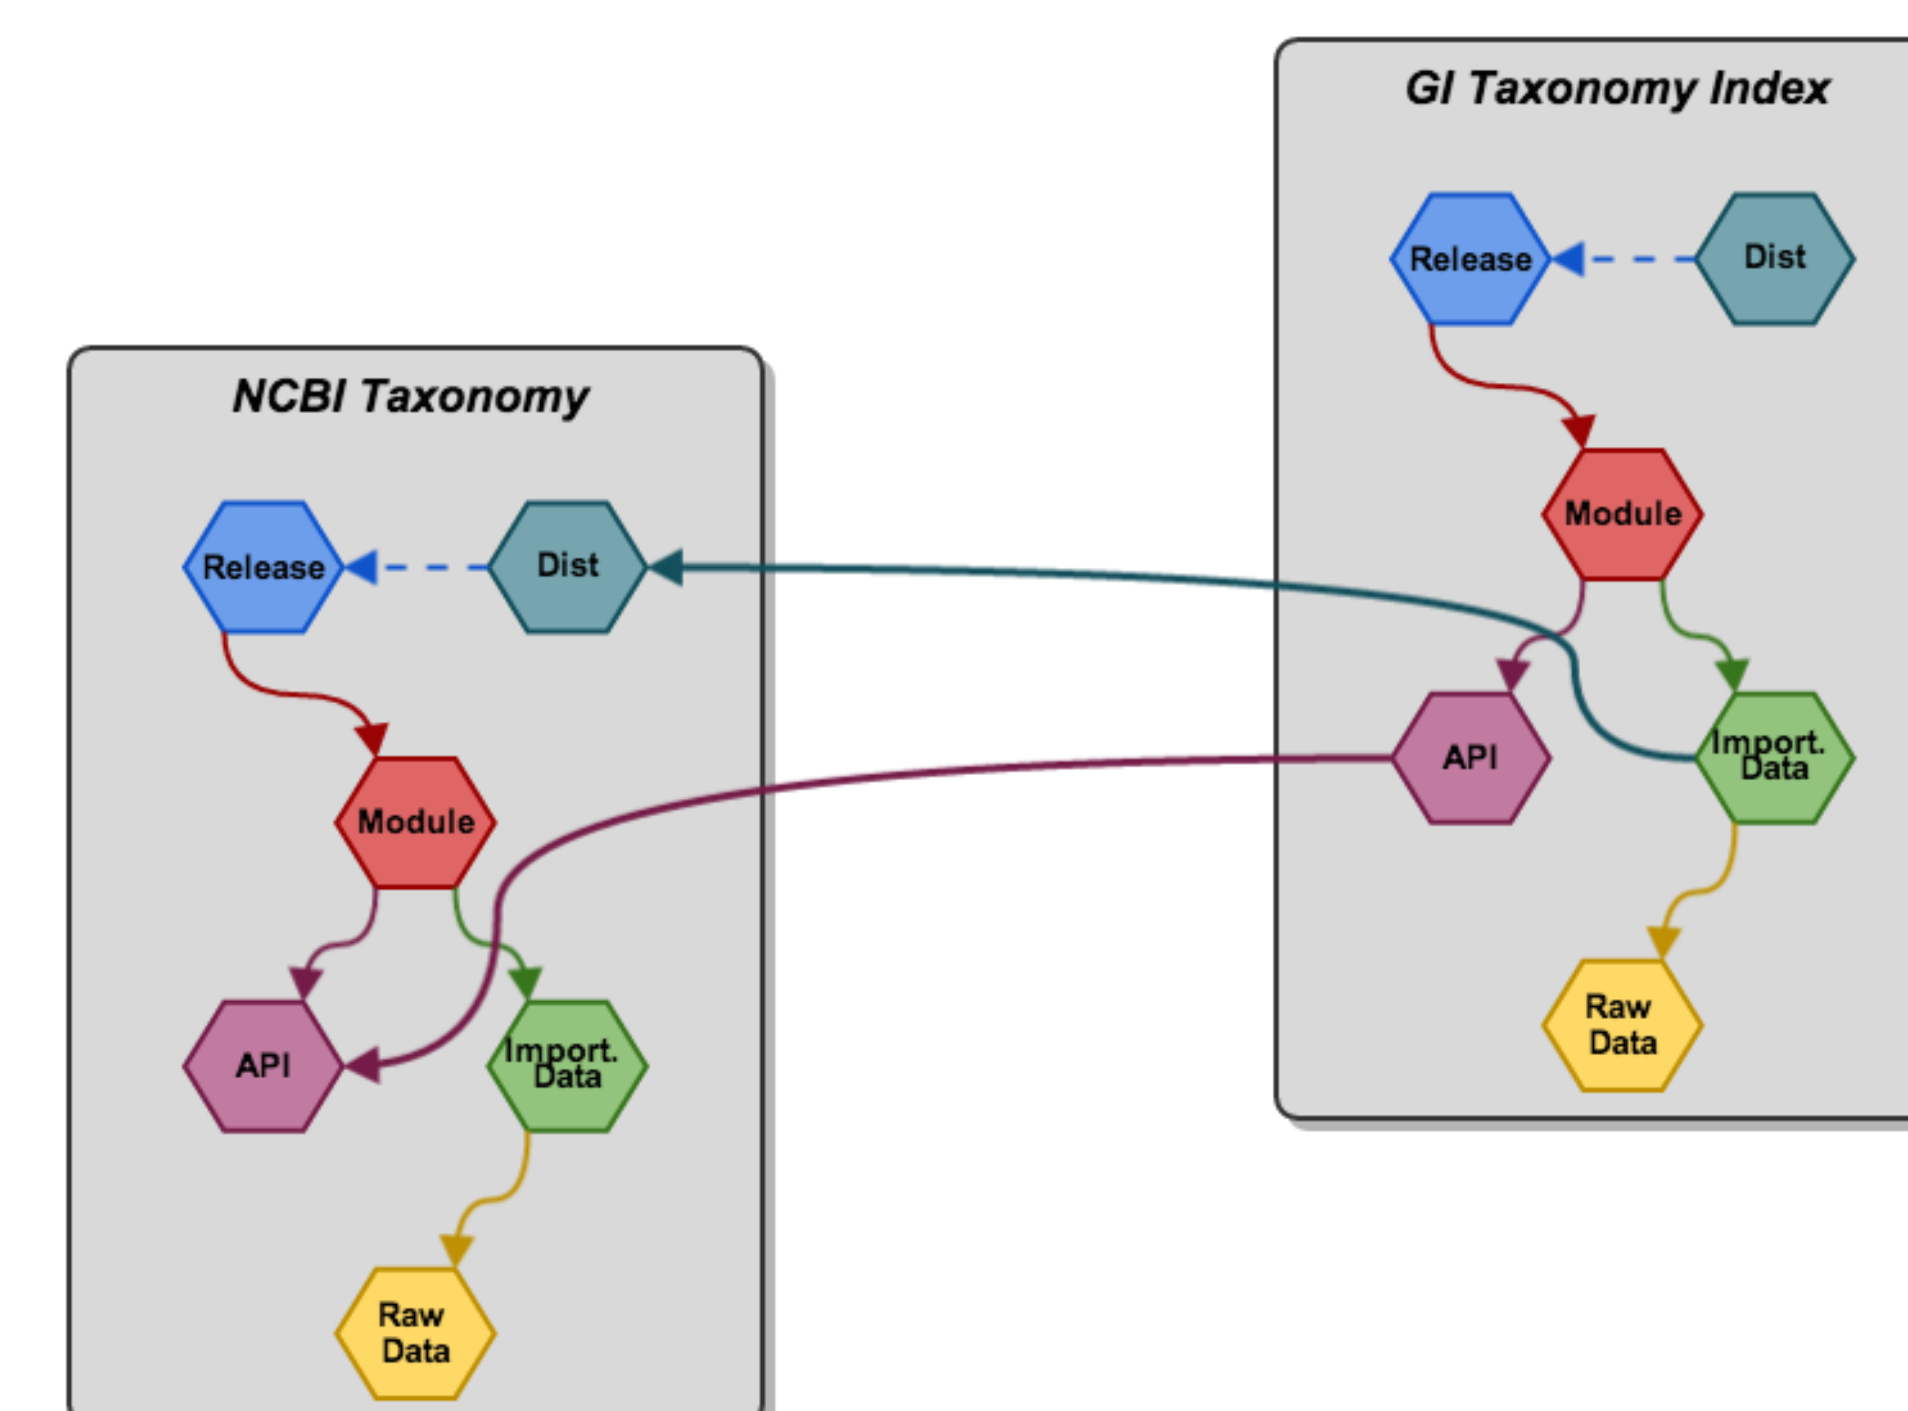 GI Taxonomy Index
Release
Dist
Module
API
Import.
Data
Raw
Data
NCBI Taxonomy
Release
Dist
Module
API
Import.
Data
Raw
Data